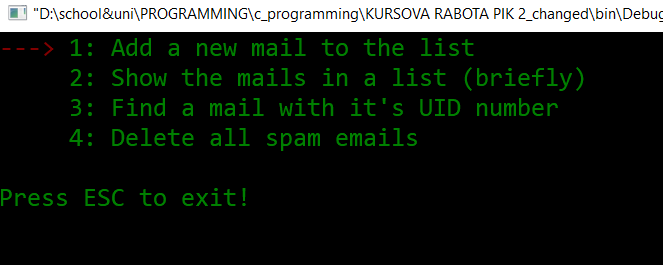 "D:\school&uni\PROGRAMMING\c_programming\KURSOVA RABOTA PIK 2_changed\bin\Debug
---> 1: Add a new mail to the list
2: Show the mails in a list (briefly)
3: Find a mail with it's UID number
4: Delete all spam emails
Press ESC to exit!